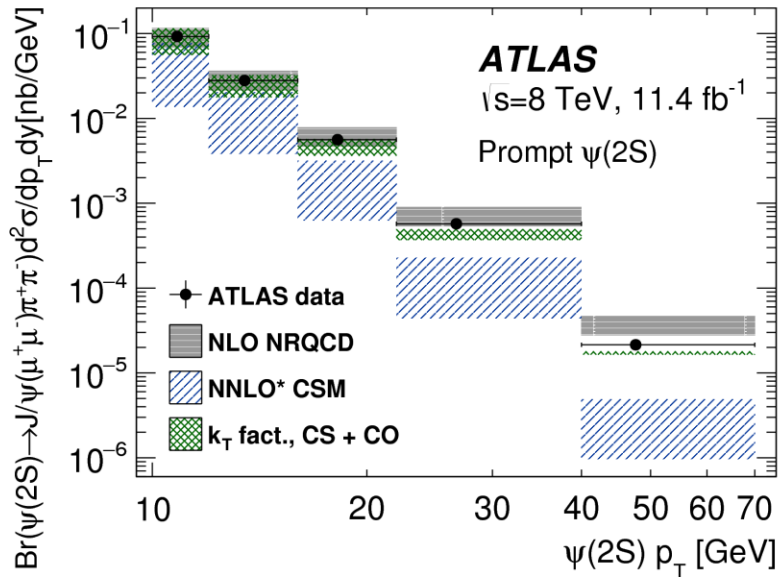 Br(ψ(2S)→J/ψ(μ⁺μ⁻)π⁺π⁻)d²σ/dp_T dy[nb/GeV]
10⁻¹
10⁻²
10⁻³
10⁻⁴
10⁻⁵
10⁻⁶
ATLAS
√s=8 TeV, 11.4 fb⁻¹
Prompt ψ(2S)
ATLAS data
NLO NRQCD
NNLO* CSM
k_T fact., CS + CO
10 20 30 40 50 60 70
ψ(2S) p_T [GeV]